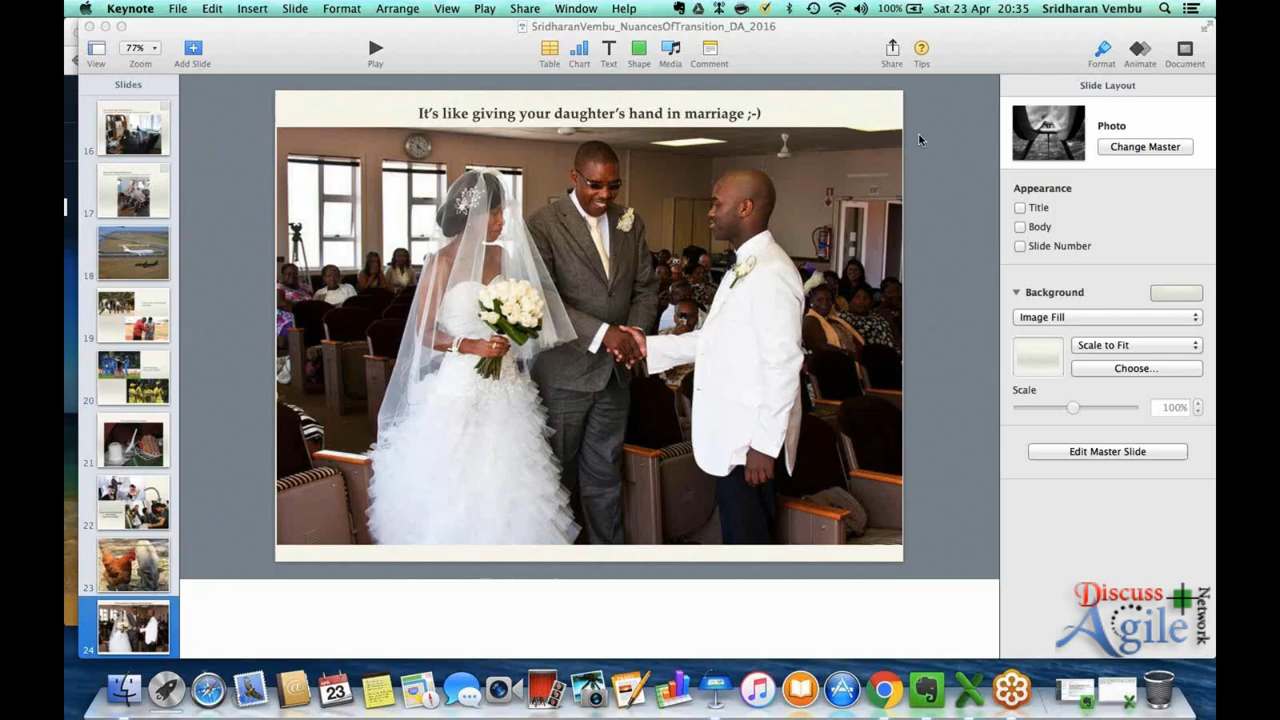 Keynote File Edit Insert Slide Format Arrange View Play Share Window Help 100% Sat 23 Apr 20:35 Sridharan Vembu
SridharanVembu_NuancesOfTransition_DA_2016
77%
View Zoom Add Slide Play Table Chart Text Shape Media Comment Share Tips Format Animate Document
Slides
Slide Layout
16
17
18
19
20
21
22
23
24
It's like giving your daughter's hand in marriage ;-)
Photo
Change Master
Appearance
Title
Body
Slide Number
Background
Image Fill
Scale to Fit
Choose...
Scale
100%
Edit Master Slide
Discuss
Agile
Network
23